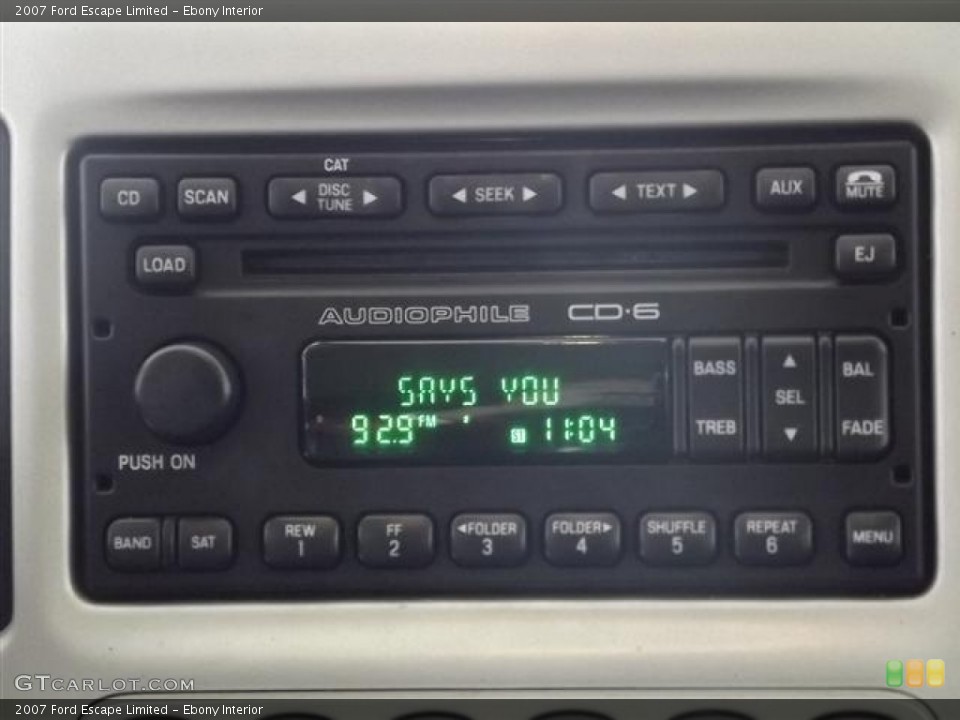 2007 Ford Escape Limited - Ebony Interior
CAT
CD SCAN DISC TUNE SEEK TEXT AUX MUTE
LOAD EJ
AUDIOPHILE CD·6
SAYS YOU
92.9 FM 11:04
BASS SEL BAL
TREB FADE
PUSH ON
BAND SAT REW 1 FF 2 FOLDER 3 FOLDER 4 SHUFFLE 5 REPEAT 6 MENU
GTCARLOT.COM
2007 Ford Escape Limited - Ebony Interior